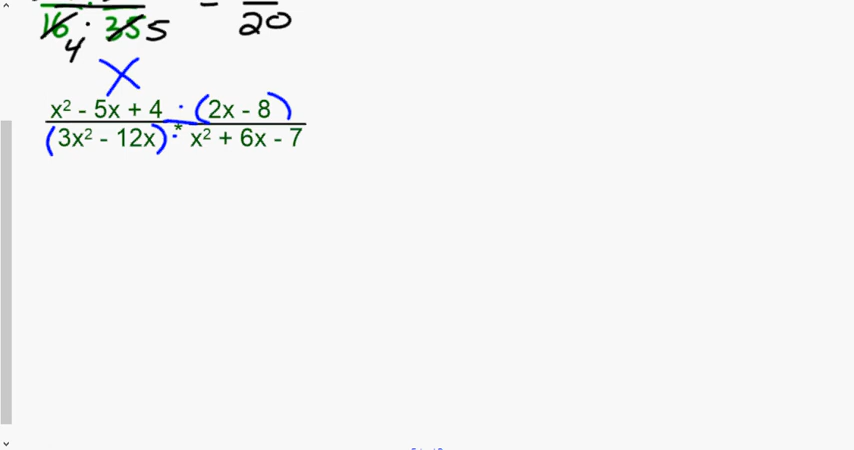 16 · 35 5 = 20
4
X
x² - 5x + 4 · (2x - 8)
(3x² - 12x) · * x² + 6x - 7